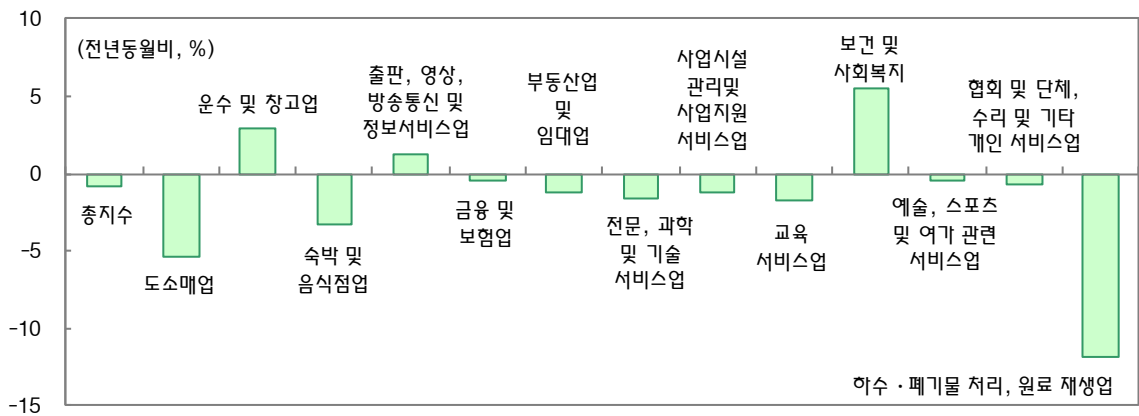 10
5
0
-5
-10
-15
(전년동월비, %)
총지수
도소매업
운수 및 창고업
숙박 및
음식점업
출판, 영상,
방송통신 및
정보서비스업
금융 및
보험업
부동산업
및
임대업
전문, 과학
및 기술
서비스업
사업시설
관리및
사업지원
서비스업
교육
서비스업
보건 및
사회복지
예술, 스포츠
및 여가 관련
서비스업
협회 및 단체,
수리 및 기타
개인 서비스업
하수・폐기물 처리, 원료 재생업